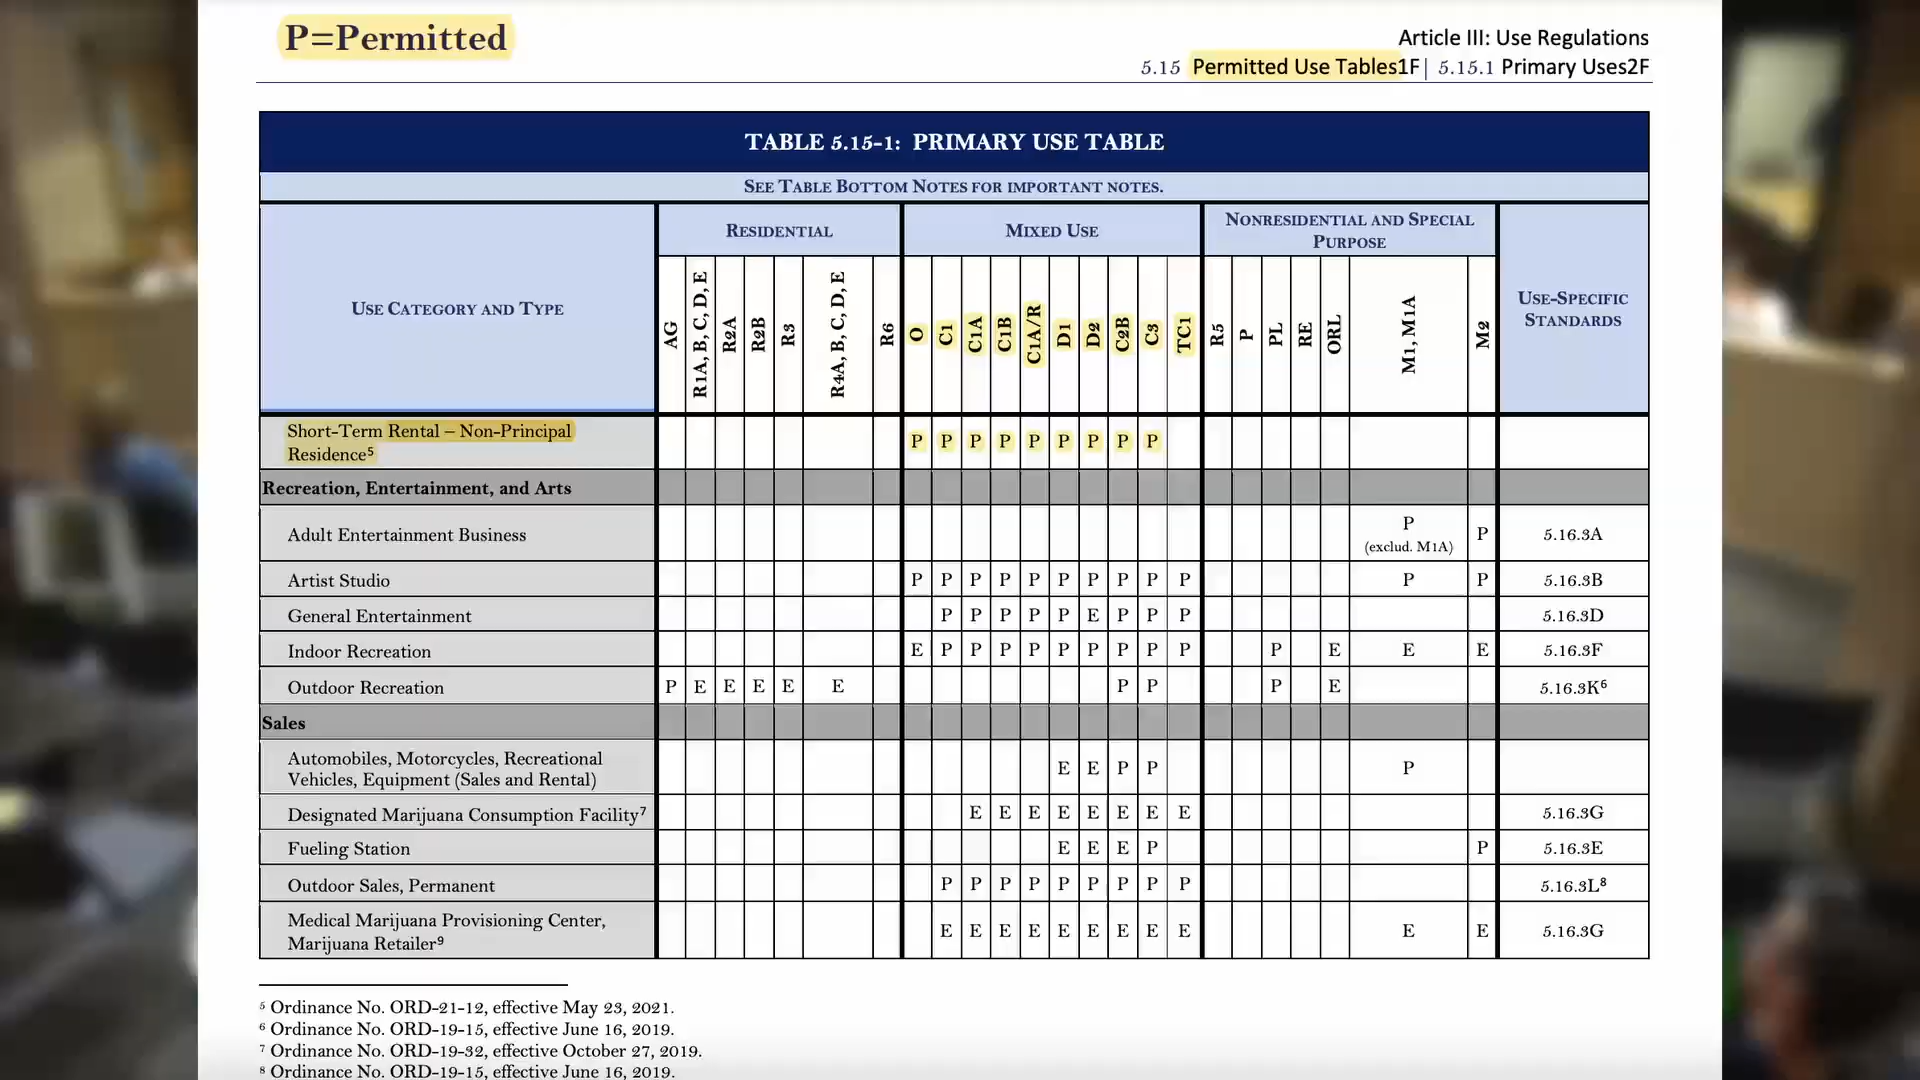 P=Permitted
Article III: Use Regulations
5.15 Permitted Use Tables1F| 5.15.1 Primary Uses2F
TABLE 5.15-1: PRIMARY USE TABLE
SEE TABLE BOTTOM NOTES FOR IMPORTANT NOTES.
USE CATEGORY AND TYPE
RESIDENTIAL
MIXED USE
NONRESIDENTIAL AND SPECIAL
PURPOSE
USE-SPECIFIC
STANDARDS
AG
R1A, B, C, D, E
R2A
R2B
R3
R4A, B, C, D, E
R6
O
C1
C1A
C1B
C1A/R
D1
D2
C2B
C3
TC1
R5
P
PL
RE
ORL
M1, M1A
M2
Short-Term Rental – Non-Principal
Residence⁵
P P P P P P P P P
Recreation, Entertainment, and Arts
Adult Entertainment Business P (exclud. M1A) P 5.16.3A
Artist Studio P P P P P P P P P P P P 5.16.3B
General Entertainment P P P P P E P P P 5.16.3D
Indoor Recreation E P P P P P P P P P P E E E 5.16.3F
Outdoor Recreation P E E E E E P P P E 5.16.3K⁶
Sales
Automobiles, Motorcycles, Recreational
Vehicles, Equipment (Sales and Rental) E E P P P
Designated Marijuana Consumption Facility⁷ E E E E E E E E 5.16.3G
Fueling Station E E E P P 5.16.3E
Outdoor Sales, Permanent P P P P P P P P P 5.16.3L⁸
Medical Marijuana Provisioning Center,
Marijuana Retailer⁹ E E E E E E E E E E E 5.16.3G
⁵ Ordinance No. ORD-21-12, effective May 23, 2021.
⁶ Ordinance No. ORD-19-15, effective June 16, 2019.
⁷ Ordinance No. ORD-19-32, effective October 27, 2019.
⁸ Ordinance No. ORD-19-15, effective June 16, 2019.